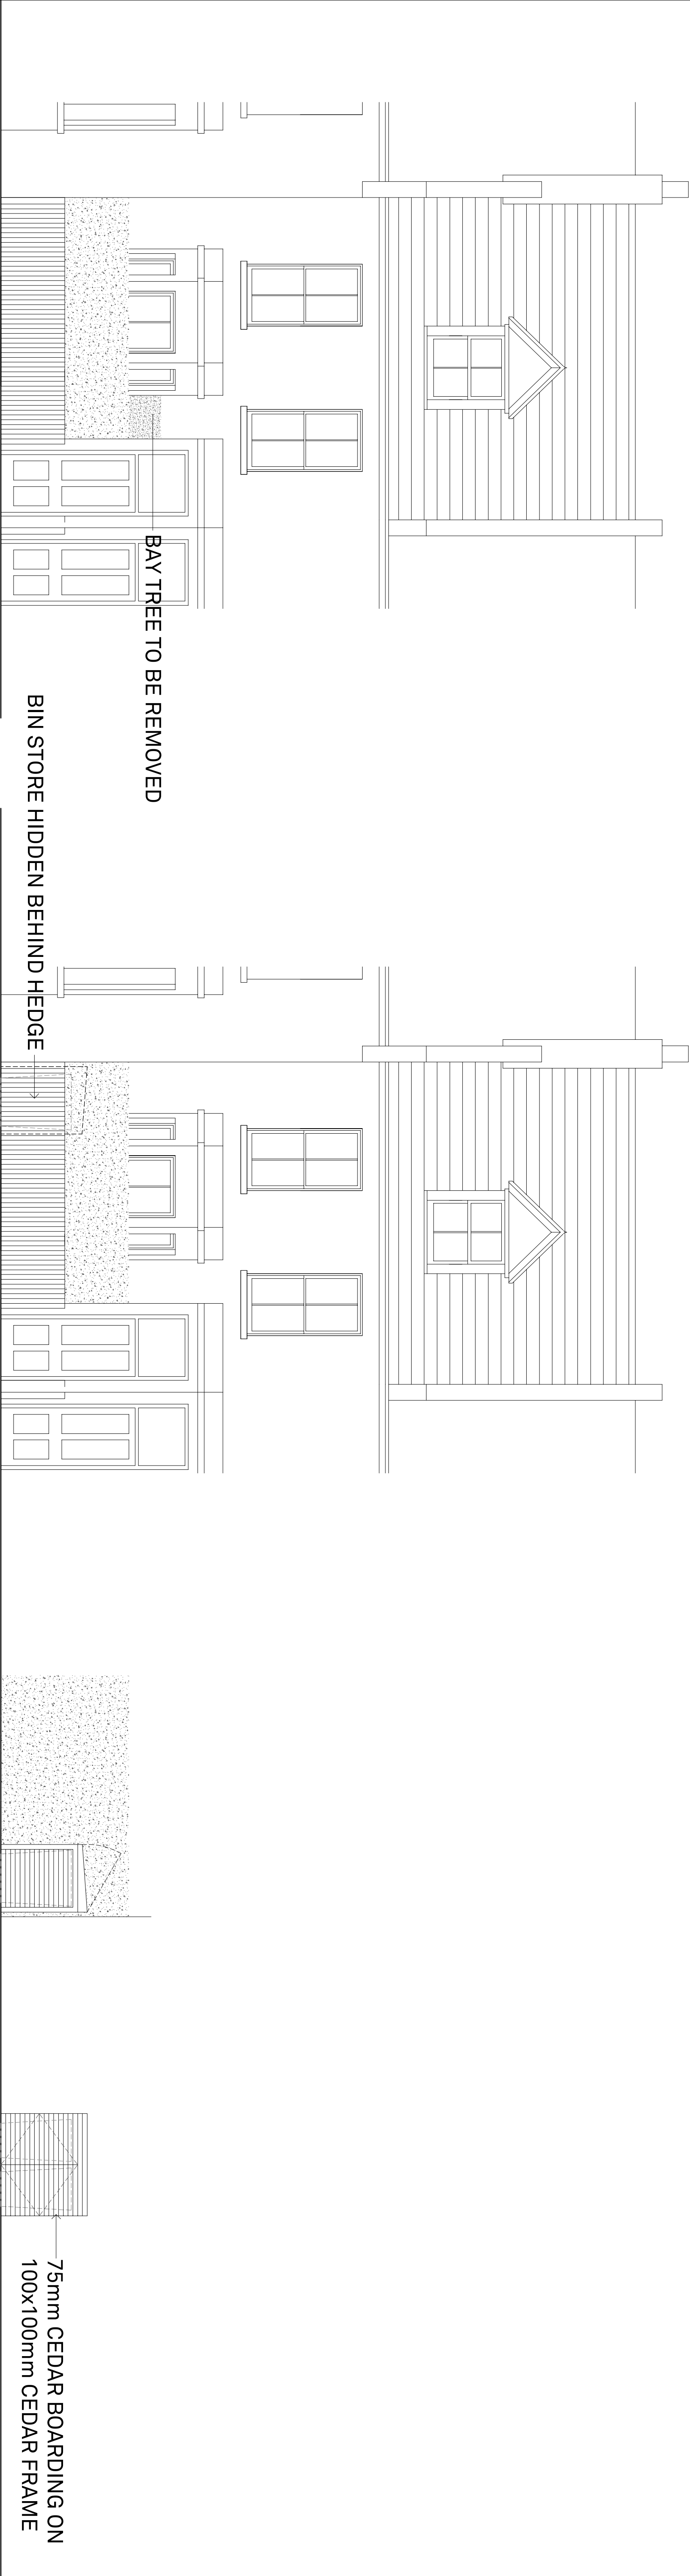 BAY TREE TO BE REMOVED
BIN STORE HIDDEN BEHIND HEDGE
75mm CEDAR BOARDING ON
100x100mm CEDAR FRAME